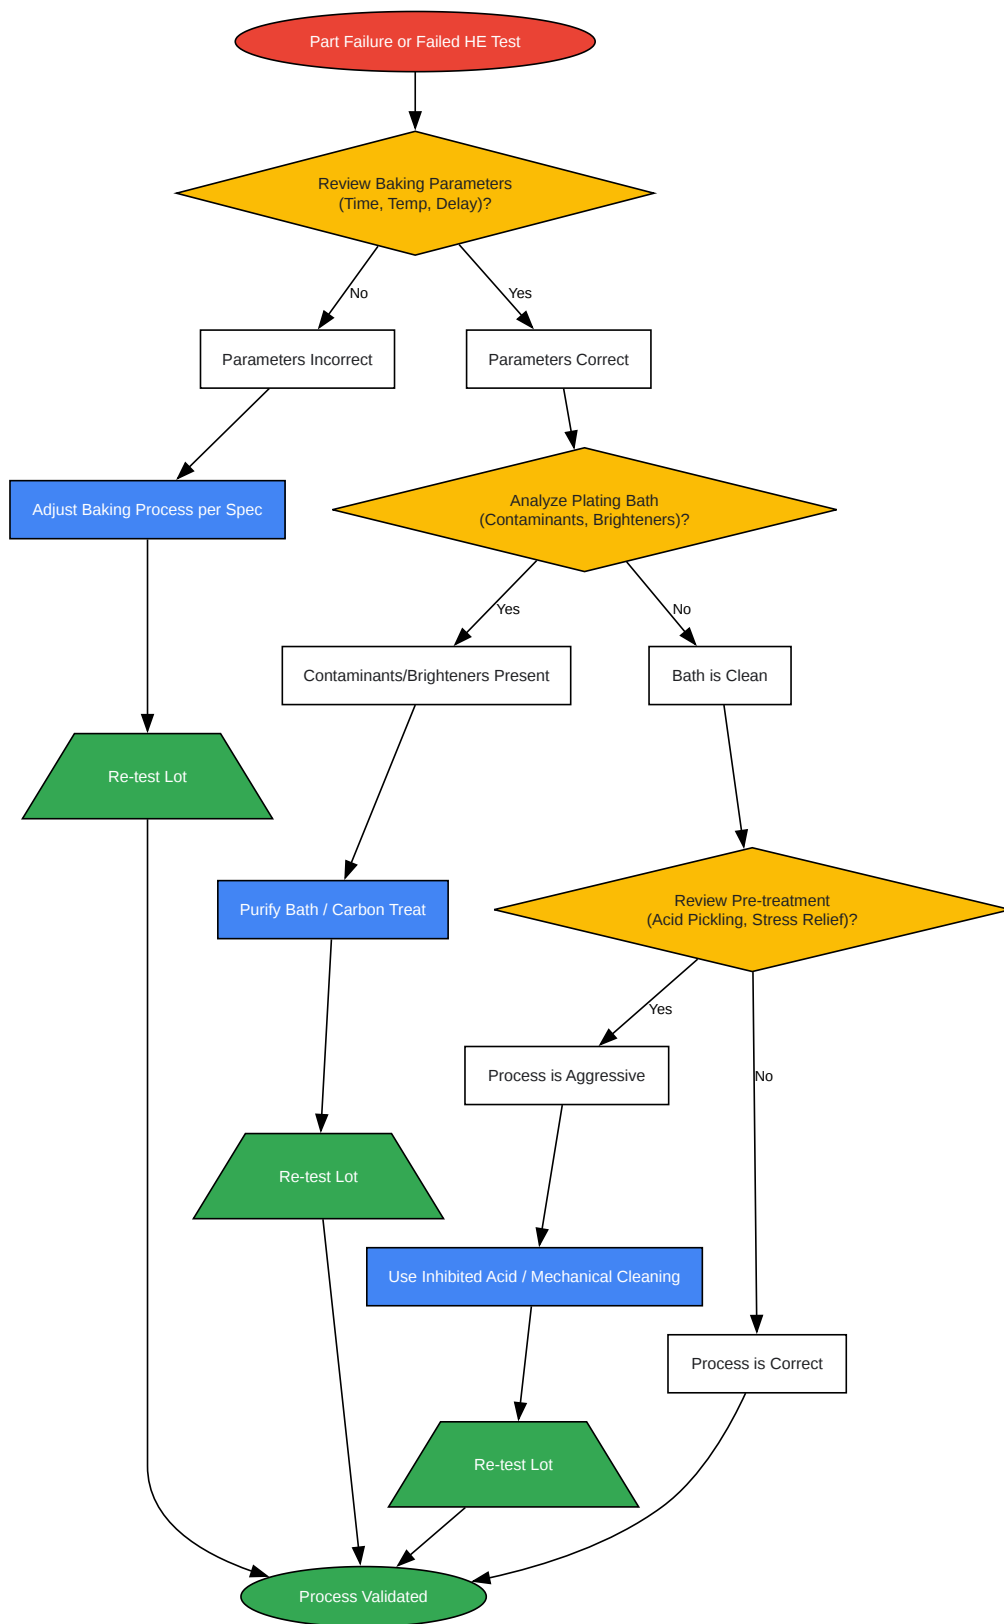 Part Failure or Failed HE Test
Review Baking Parameters
(Time, Temp, Delay)?
No
Yes
Parameters Incorrect
Parameters Correct
Adjust Baking Process per Spec
Analyze Plating Bath
(Contaminants, Brighteners)?
Yes
No
Contaminants/Brighteners Present
Bath is Clean
Re-test Lot
Purify Bath / Carbon Treat
Review Pre-treatment
(Acid Pickling, Stress Relief)?
Yes
No
Process is Aggressive
Re-test Lot
Use Inhibited Acid / Mechanical Cleaning
Process is Correct
Re-test Lot
Process Validated